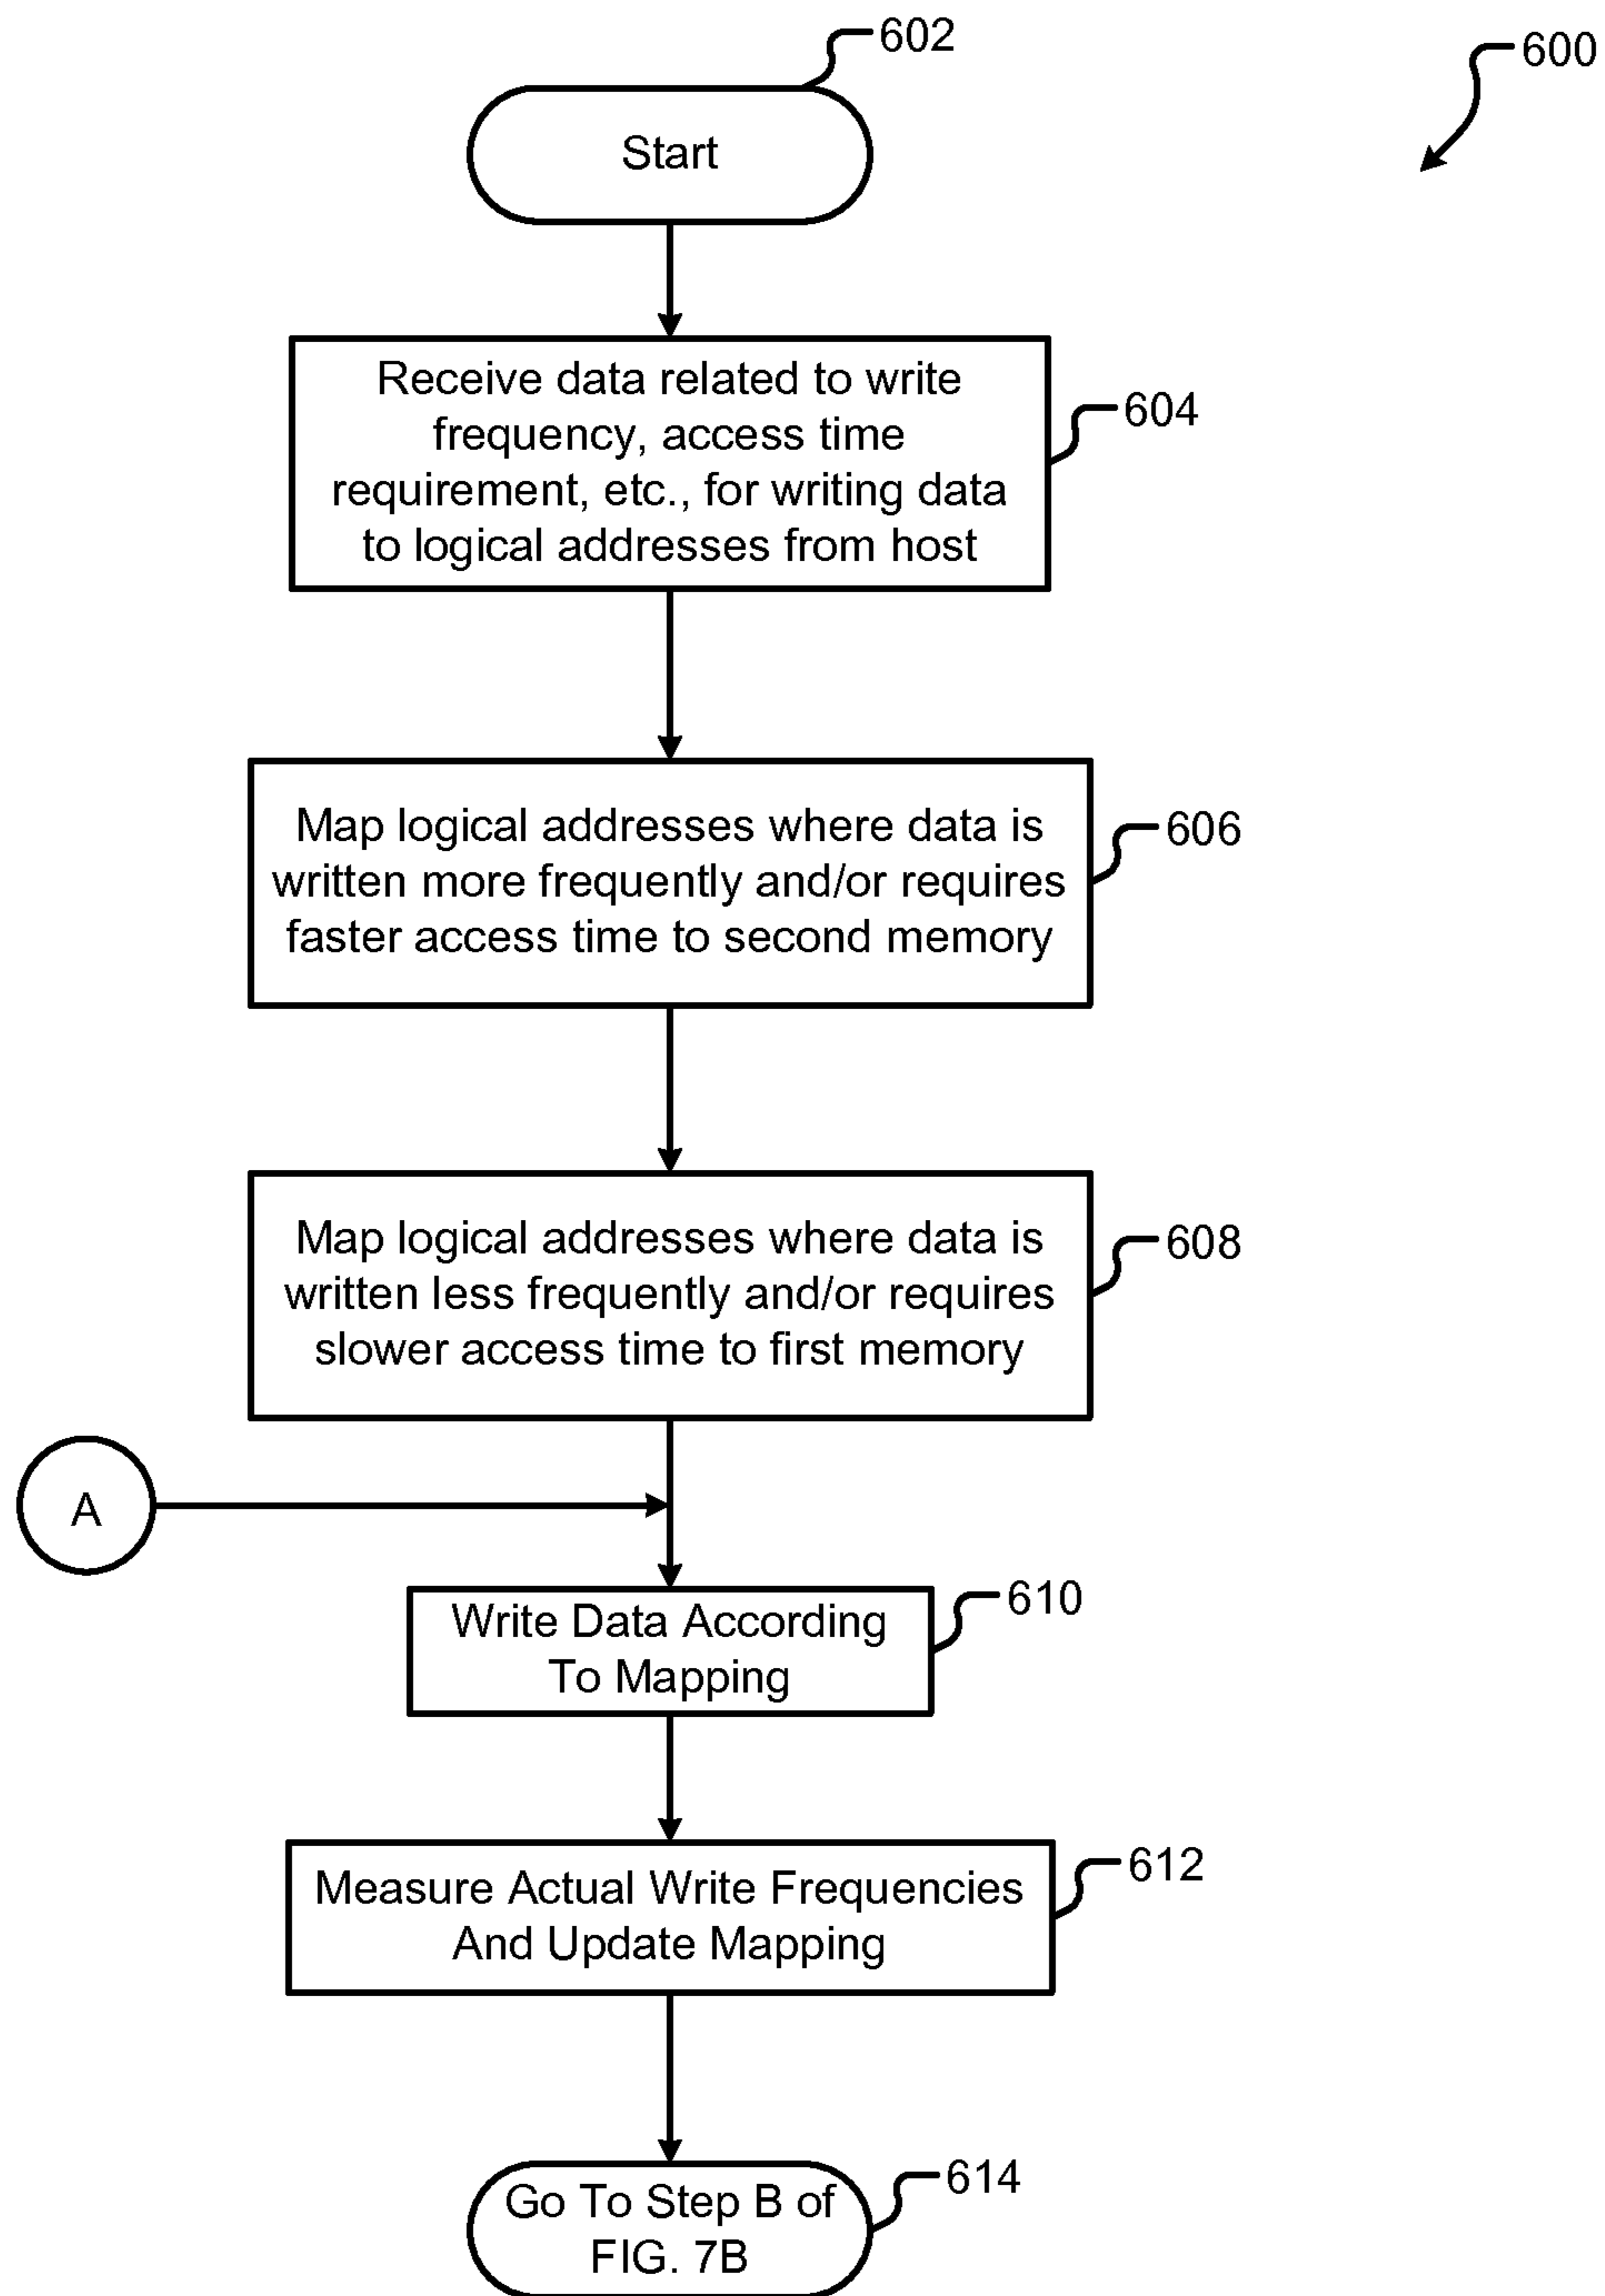 602
600
Start
Receive data related to write
frequency, access time
requirement, etc., for writing data
to logical addresses from host
604
Map logical addresses where data is
written more frequently and/or requires
faster access time to second memory
606
Map logical addresses where data is
written less frequently and/or requires
slower access time to first memory
608
A
Write Data According
To Mapping
610
Measure Actual Write Frequencies
And Update Mapping
612
Go To Step B of
FIG. 7B
614